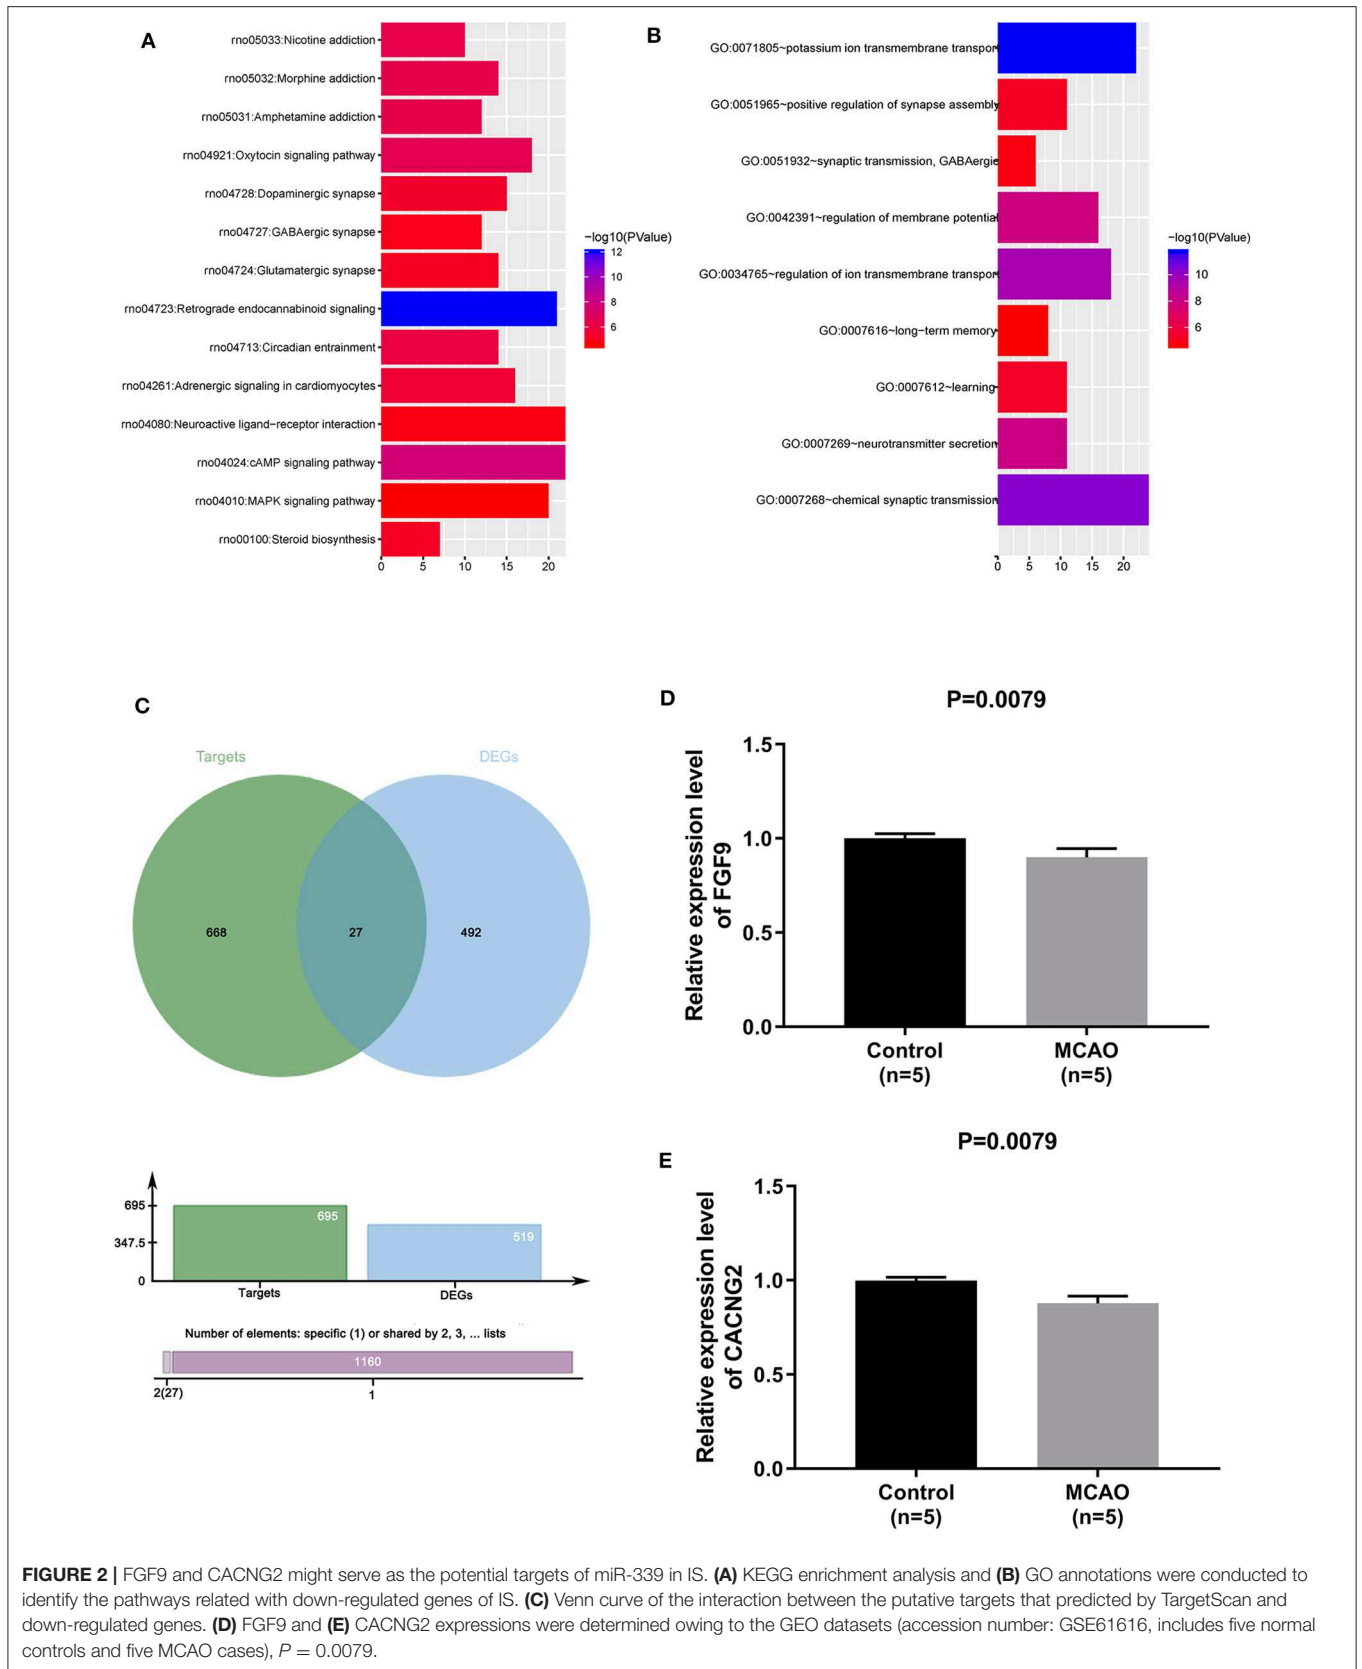 A
rno05033:Nicotine addiction
rno05032:Morphine addiction
rno05031:Amphetamine addiction
rno04921:Oxytocin signaling pathway
rno04728:Dopaminergic synapse
rno04727:GABAergic synapse
rno04724:Glutamatergic synapse
rno04723:Retrograde endocannabinoid signaling
rno04713:Circadian entrainment
rno04261:Adrenergic signaling in cardiomyocytes
rno04080:Neuroactive ligand−receptor interaction
rno04024:cAMP signaling pathway
rno04010:MAPK signaling pathway
rno00100:Steroid biosynthesis
0 5 10 15 20
−log10(PValue)
12
10
8
6
B
GO:0071805~potassium ion transmembrane transpor
GO:0051965~positive regulation of synapse assembly
GO:0051932~synaptic transmission, GABAergic
GO:0042391~regulation of membrane potential
GO:0034765~regulation of ion transmembrane transpor
GO:0007616~long−term memory
GO:0007612~learning
GO:0007269~neurotransmitter secretion
GO:0007268~chemical synaptic transmission
0 5 10 15 20
−log10(PValue)
10
8
6
C
Targets DEGs
668 27 492
695
347.5
0
695
519
Targets DEGs
Number of elements: specific (1) or shared by 2, 3, ... lists
1160
2(27) 1
D
P=0.0079
Relative expression level
of FGF9
1.5
1.0
0.5
0.0
Control MCAO
(n=5) (n=5)
E
P=0.0079
Relative expression level
of CACNG2
1.5
1.0
0.5
0.0
Control MCAO
(n=5) (n=5)
FIGURE 2 | FGF9 and CACNG2 might serve as the potential targets of miR-339 in IS. (A) KEGG enrichment analysis and (B) GO annotations were conducted to
identify the pathways related with down-regulated genes of IS. (C) Venn curve of the interaction between the putative targets that predicted by TargetScan and
down-regulated genes. (D) FGF9 and (E) CACNG2 expressions were determined owing to the GEO datasets (accession number: GSE61616, includes five normal
controls and five MCAO cases), P = 0.0079.